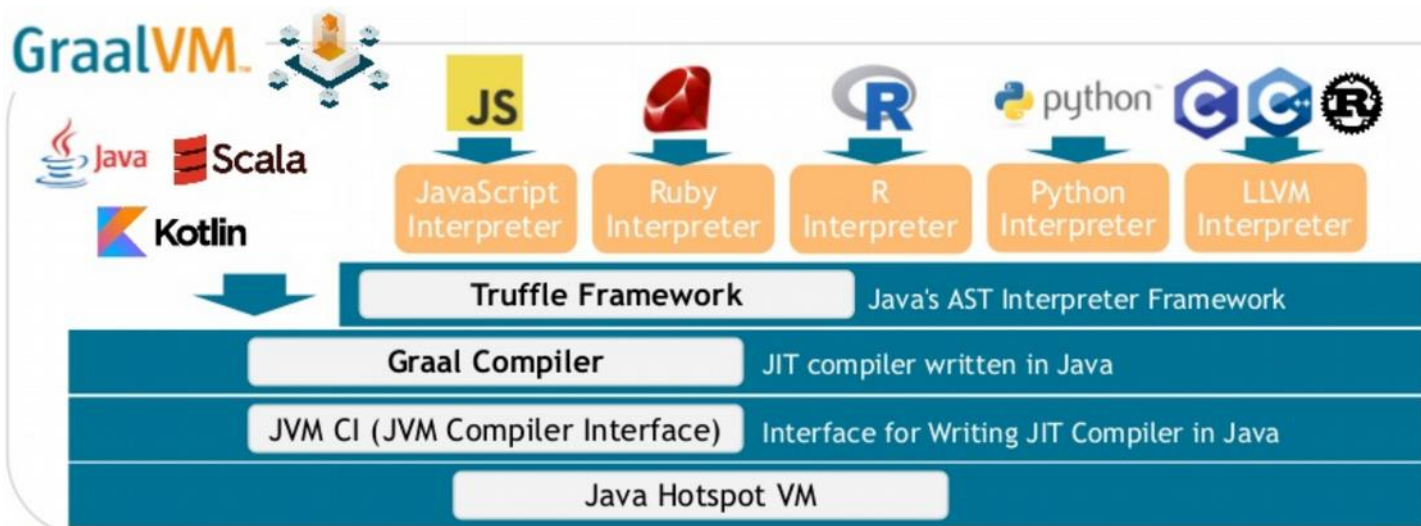 GraalVM™
JS
R
python™
C
C++
R
Java
Scala
Kotlin
JavaScript
Interpreter
Ruby
Interpreter
R
Interpreter
Python
Interpreter
LLVM
Interpreter
Truffle Framework
Java's AST Interpreter Framework
Graal Compiler
JIT compiler written in Java
JVM CI (JVM Compiler Interface)
Interface for Writing JIT Compiler in Java
Java Hotspot VM